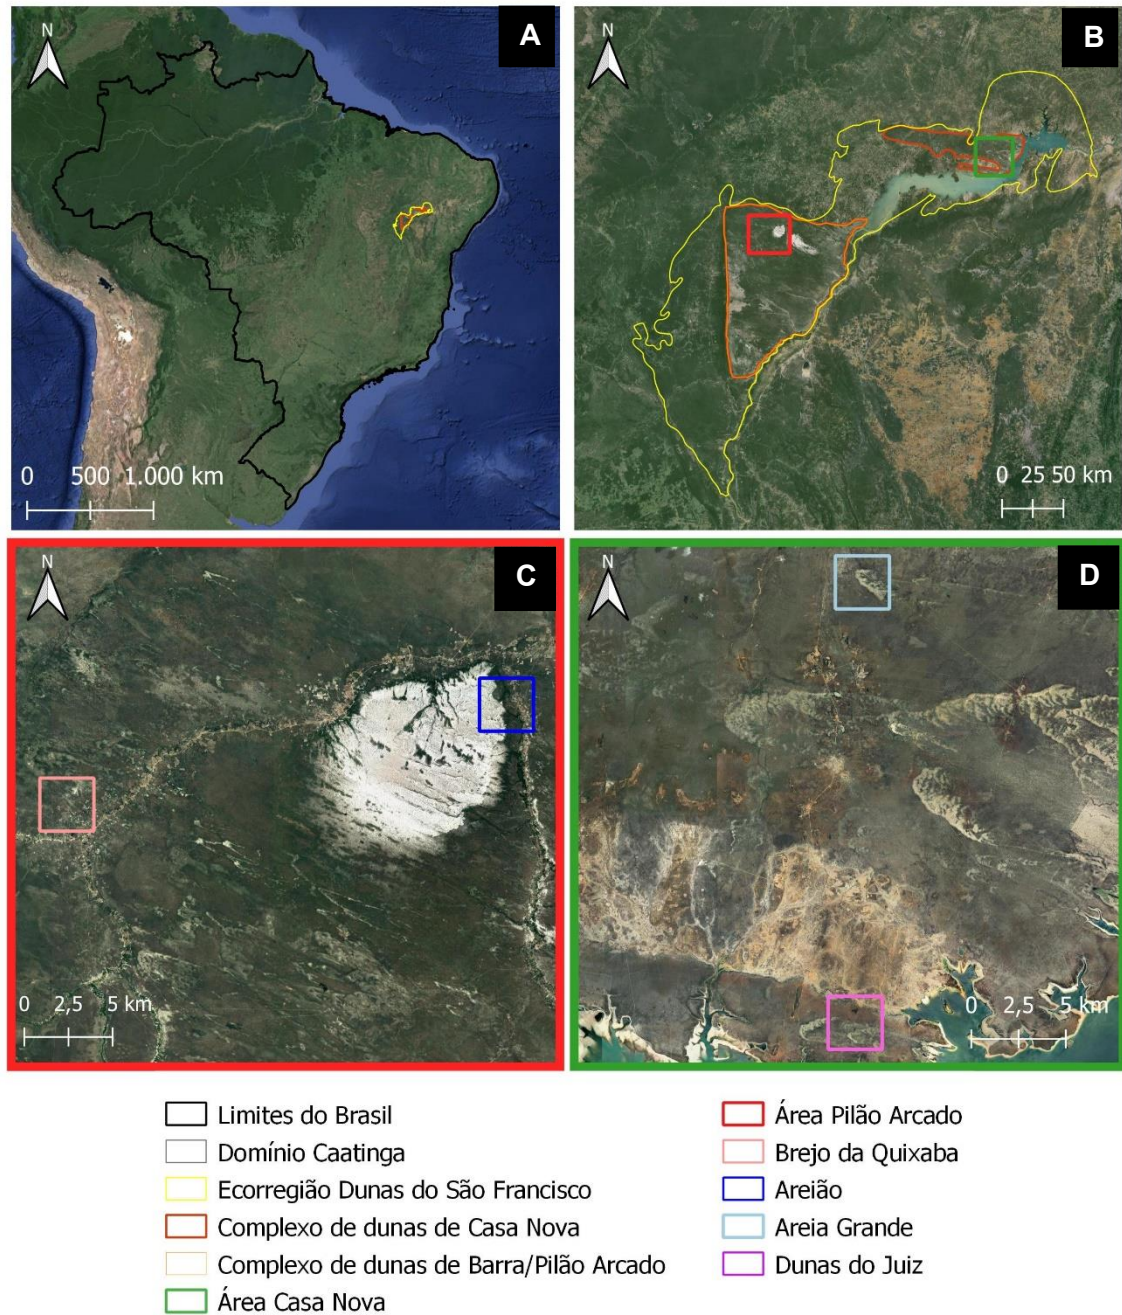 N
A
0 500 1.000 km
N
B
0 25 50 km
N
C
0 2,5 5 km
N
D
0 2,5 5 km
Limites do Brasil
Domínio Caatinga
Ecorregião Dunas do São Francisco
Complexo de dunas de Casa Nova
Complexo de dunas de Barra/Pilão Arcado
Área Casa Nova
Área Pilão Arcado
Brejo da Quixaba
Areião
Areia Grande
Dunas do Juiz